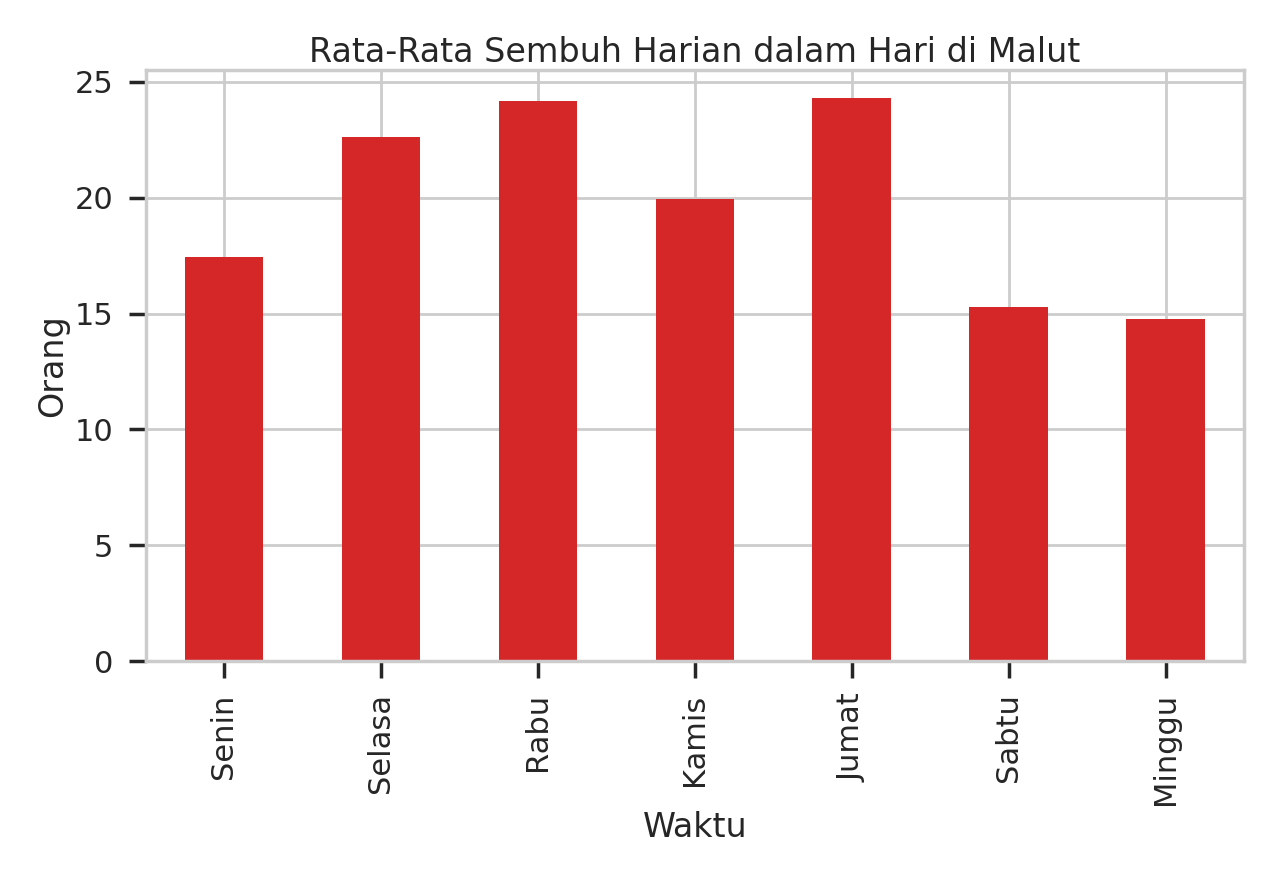 Rata-Rata Sembuh Harian dalam Hari di Malut
Orang
25
20
15
10
5
0
Senin
Selasa
Rabu
Kamis
Jumat
Sabtu
Minggu
Waktu